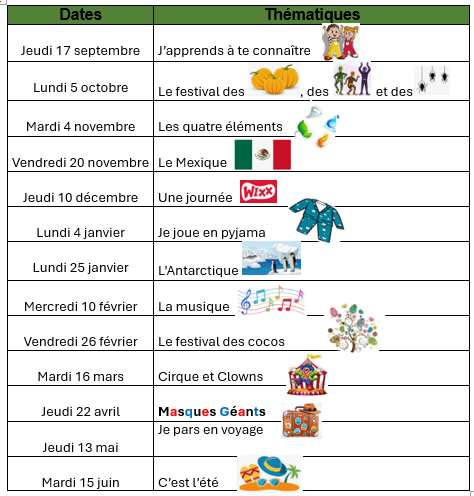 Dates Thématiques
Jeudi 17 septembre J'apprends à te connaître
Lundi 5 octobre Le festival des , des et des
Mardi 4 novembre Les quatre éléments
Vendredi 20 novembre Le Mexique
Jeudi 10 décembre Une journée WIXX
Lundi 4 janvier Je joue en pyjama
Lundi 25 janvier L'Antarctique
Mercredi 10 février La musique
Vendredi 26 février Le festival des cocos
Mardi 16 mars Cirque et Clowns
Jeudi 22 avril Masques Géants
Jeudi 13 mai Je pars en voyage
Mardi 15 juin C'est l'été